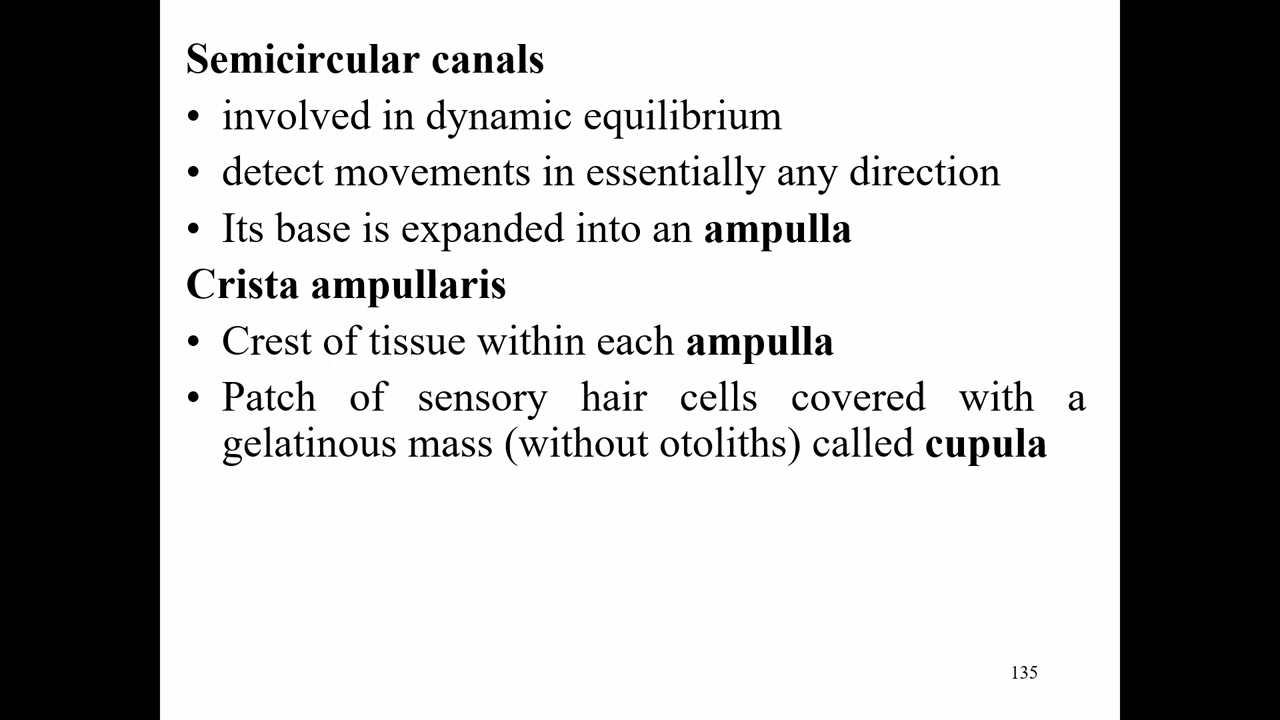 Semicircular canals
• involved in dynamic equilibrium
• detect movements in essentially any direction
• Its base is expanded into an ampulla
Crista ampullaris
• Crest of tissue within each ampulla
• Patch of sensory hair cells covered with a
gelatinous mass (without otoliths) called cupula
135